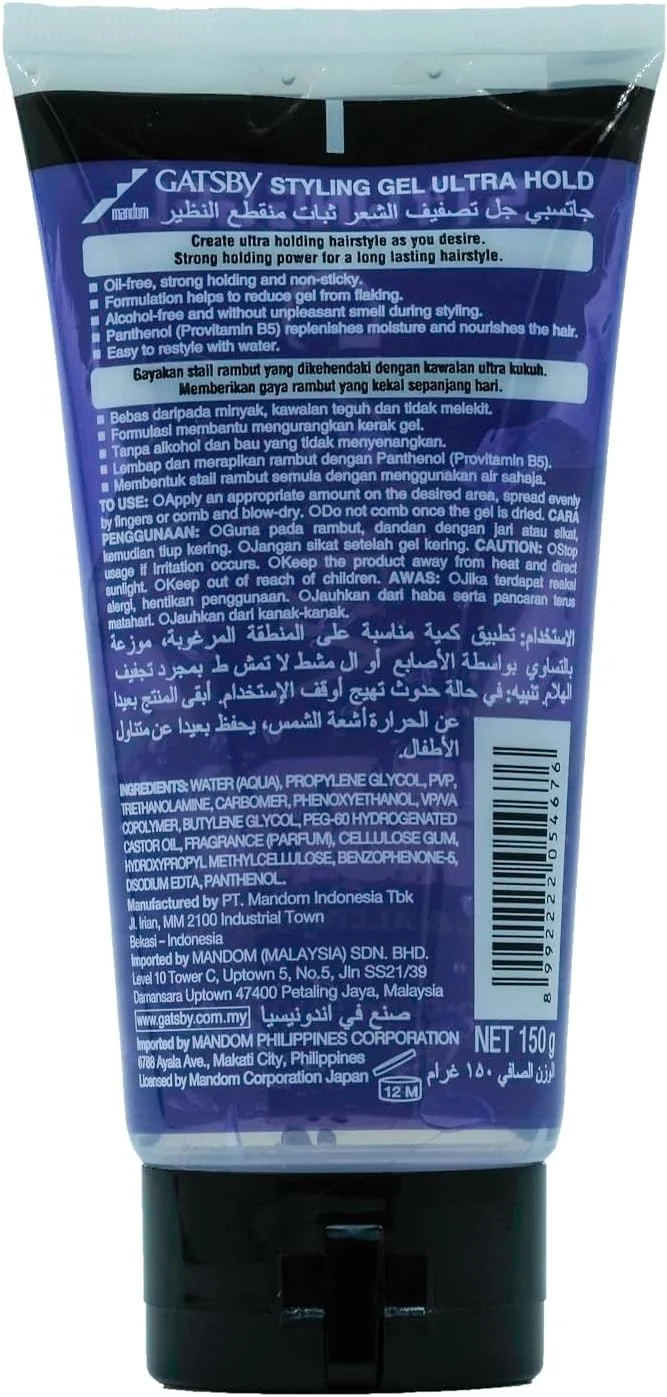 GATSBY STYLING GEL ULTRA HOLD
mandom
جاتسبي جل تصفيف الشعر ثبات منقطع النظير
Create ultra holding hairstyle as you desire.
Strong holding power for a long lasting hairstyle.
Oil-free, strong holding and non-sticky.
Formulation helps to reduce gel from flaking.
Alcohol-free and without unpleasant smell during styling.
Panthenol (Provitamin B5) replenishes moisture and nourishes the hair.
Easy to restyle with water.
Gayakan stail rambut yang dikehendaki dengan kawalan ultra kukuh.
Memberikan gaya rambut yang kekal sepanjang hari.
Bebas daripada minyak, kawalan teguh dan tidak melekit.
Formulasi membantu mengurangkan kerak gel.
Tanpa alkohol dan bau yang tidak menyenangkan.
Lembap dan merapikan rambut dengan Panthenol (Provitamin B5).
Membentuk stail rambut semula dengan menggunakan air sahaja.
TO USE: OApply an appropriate amount on the desired area, spread evenly
by fingers or comb and blow-dry. ODo not comb once the gel is dried. CARA
PENGGUNAAN: OGuna pada rambut, dandan dengan jari atau sikat,
kemudian tiup kering. OJangan sikat setelah gel kering. CAUTION: OStop
usage if irritation occurs. OKeep the product away from heat and direct
sunlight. OKeep out of reach of children. AWAS: OJika terdapat reaksi
alergi, hentikan penggunaan. OJauhkan dari haba serta pancaran terus
matahari. OJauhkan dari kanak-kanak.
الاستخدام: تطبيق كمية مناسبة على المنطقة المرغوبة، موزعة
بالتساوي بواسطة الأصابع أو ال مشط لا تمش ط بمجرد تجفيف
الهلام. تنبيه: في حالة حدوث تهيج أوقف الإستخدام. أبقى المنتج بعيدا
عن الحرارة أشعة الشمس، يحفظ بعيدا عن متناول
الأطفال.
INGREDIENTS: WATER (AQUA), PROPYLENE GLYCOL, PVP,
TRIETHANOLAMINE, CARBOMER, PHENOXYETHANOL, VP/VA
COPOLYMER, BUTYLENE GLYCOL, PEG-60 HYDROGENATED
CASTOR OIL, FRAGRANCE (PARFUM), CELLULOSE GUM,
HYDROXYPROPYL METHYLCELLULOSE, BENZOPHENONE-5,
DISODIUM EDTA, PANTHENOL.
Manufactured by PT. Mandom Indonesia Tbk
Jl. Irian, MM 2100 Industrial Town
Bekasi – Indonesia
Imported by MANDOM (MALAYSIA) SDN. BHD.
Level 10 Tower C, Uptown 5, No.5, Jln SS21/39
Damansara Uptown 47400 Petaling Jaya, Malaysia
www.gatsby.com.my صنع في اندونيسيا
Imported by MANDOM PHILIPPINES CORPORATION
6788 Ayala Ave., Makati City, Philippines
Licensed by Mandom Corporation Japan
12 M
8 992222 054676
NET 150g
الوزن الصافي ١٥٠ غرام